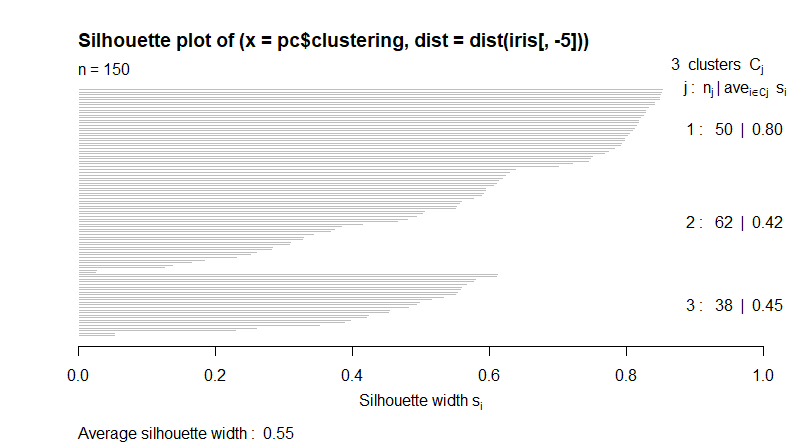 Silhouette plot of (x = pc$clustering, dist = dist(iris[, -5]))
n = 150
3 clusters Cj
j : nj | avei∈Cj si
1 : 50 | 0.80
2 : 62 | 0.42
3 : 38 | 0.45
0.0 0.2 0.4 0.6 0.8 1.0
Silhouette width si
Average silhouette width : 0.55